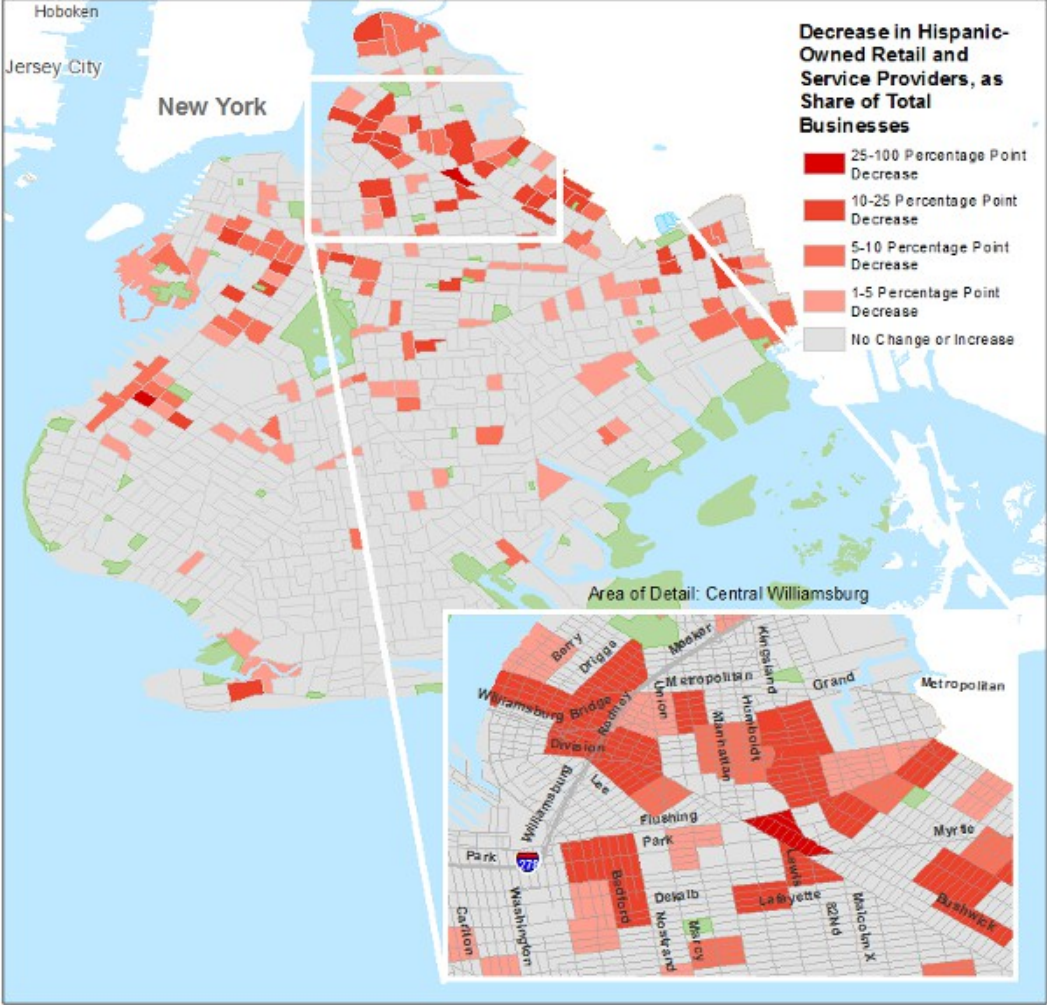 Hoboken
Jersey City
New York
Decrease in Hispanic-
Owned Retail and
Service Providers, as
Share of Total
Businesses
25-100 Percentage Point
Decrease
10-25 Percentage Point
Decrease
5-10 Percentage Point
Decrease
1-5 Percentage Point
Decrease
No Change or Increase
Area of Detail: Central Williamsburg
Berry
Driggs
Meeker
Kingsland
Metropolitan
Grand
Metropolitan
Williamsburg Bridge
Rodney
Union
Manhattan
Humboldt
Division
Lee
Williamsburg
Flushing
Park
Park
278
Myrtle
Bedford
Dekalb
Lewis
Lafayette
Bushwick
Carlton
Washington
Nostrand
Marcy
82Nd
Malcolm X